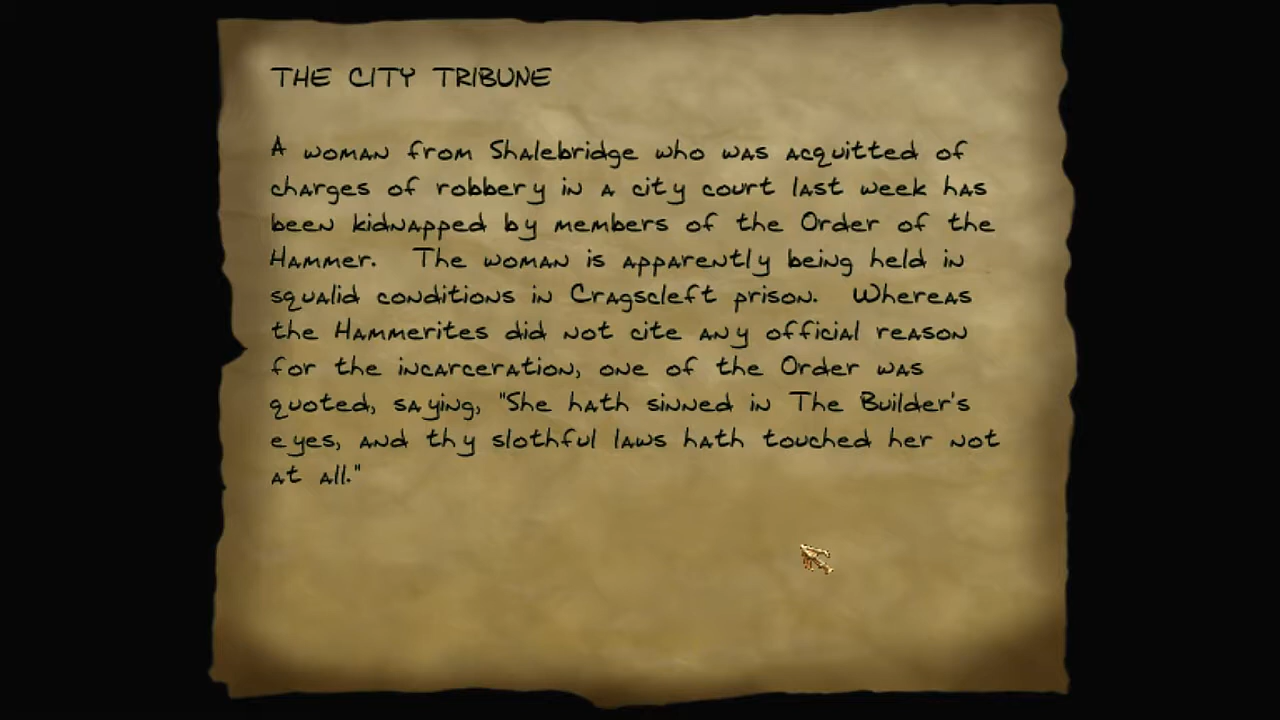 THE CITY TRIBUNE
A woman from Shalebridge who was acquitted of
charges of robbery in a city court last week has
been kidnapped by members of the Order of the
Hammer. The woman is apparently being held in
squalid conditions in Cragscleft prison. Whereas
the Hammerites did not cite any official reason
for the incarceration, one of the Order was
quoted, saying, "She hath sinned in The Builder's
eyes, and thy slothful laws hath touched her not
at all."